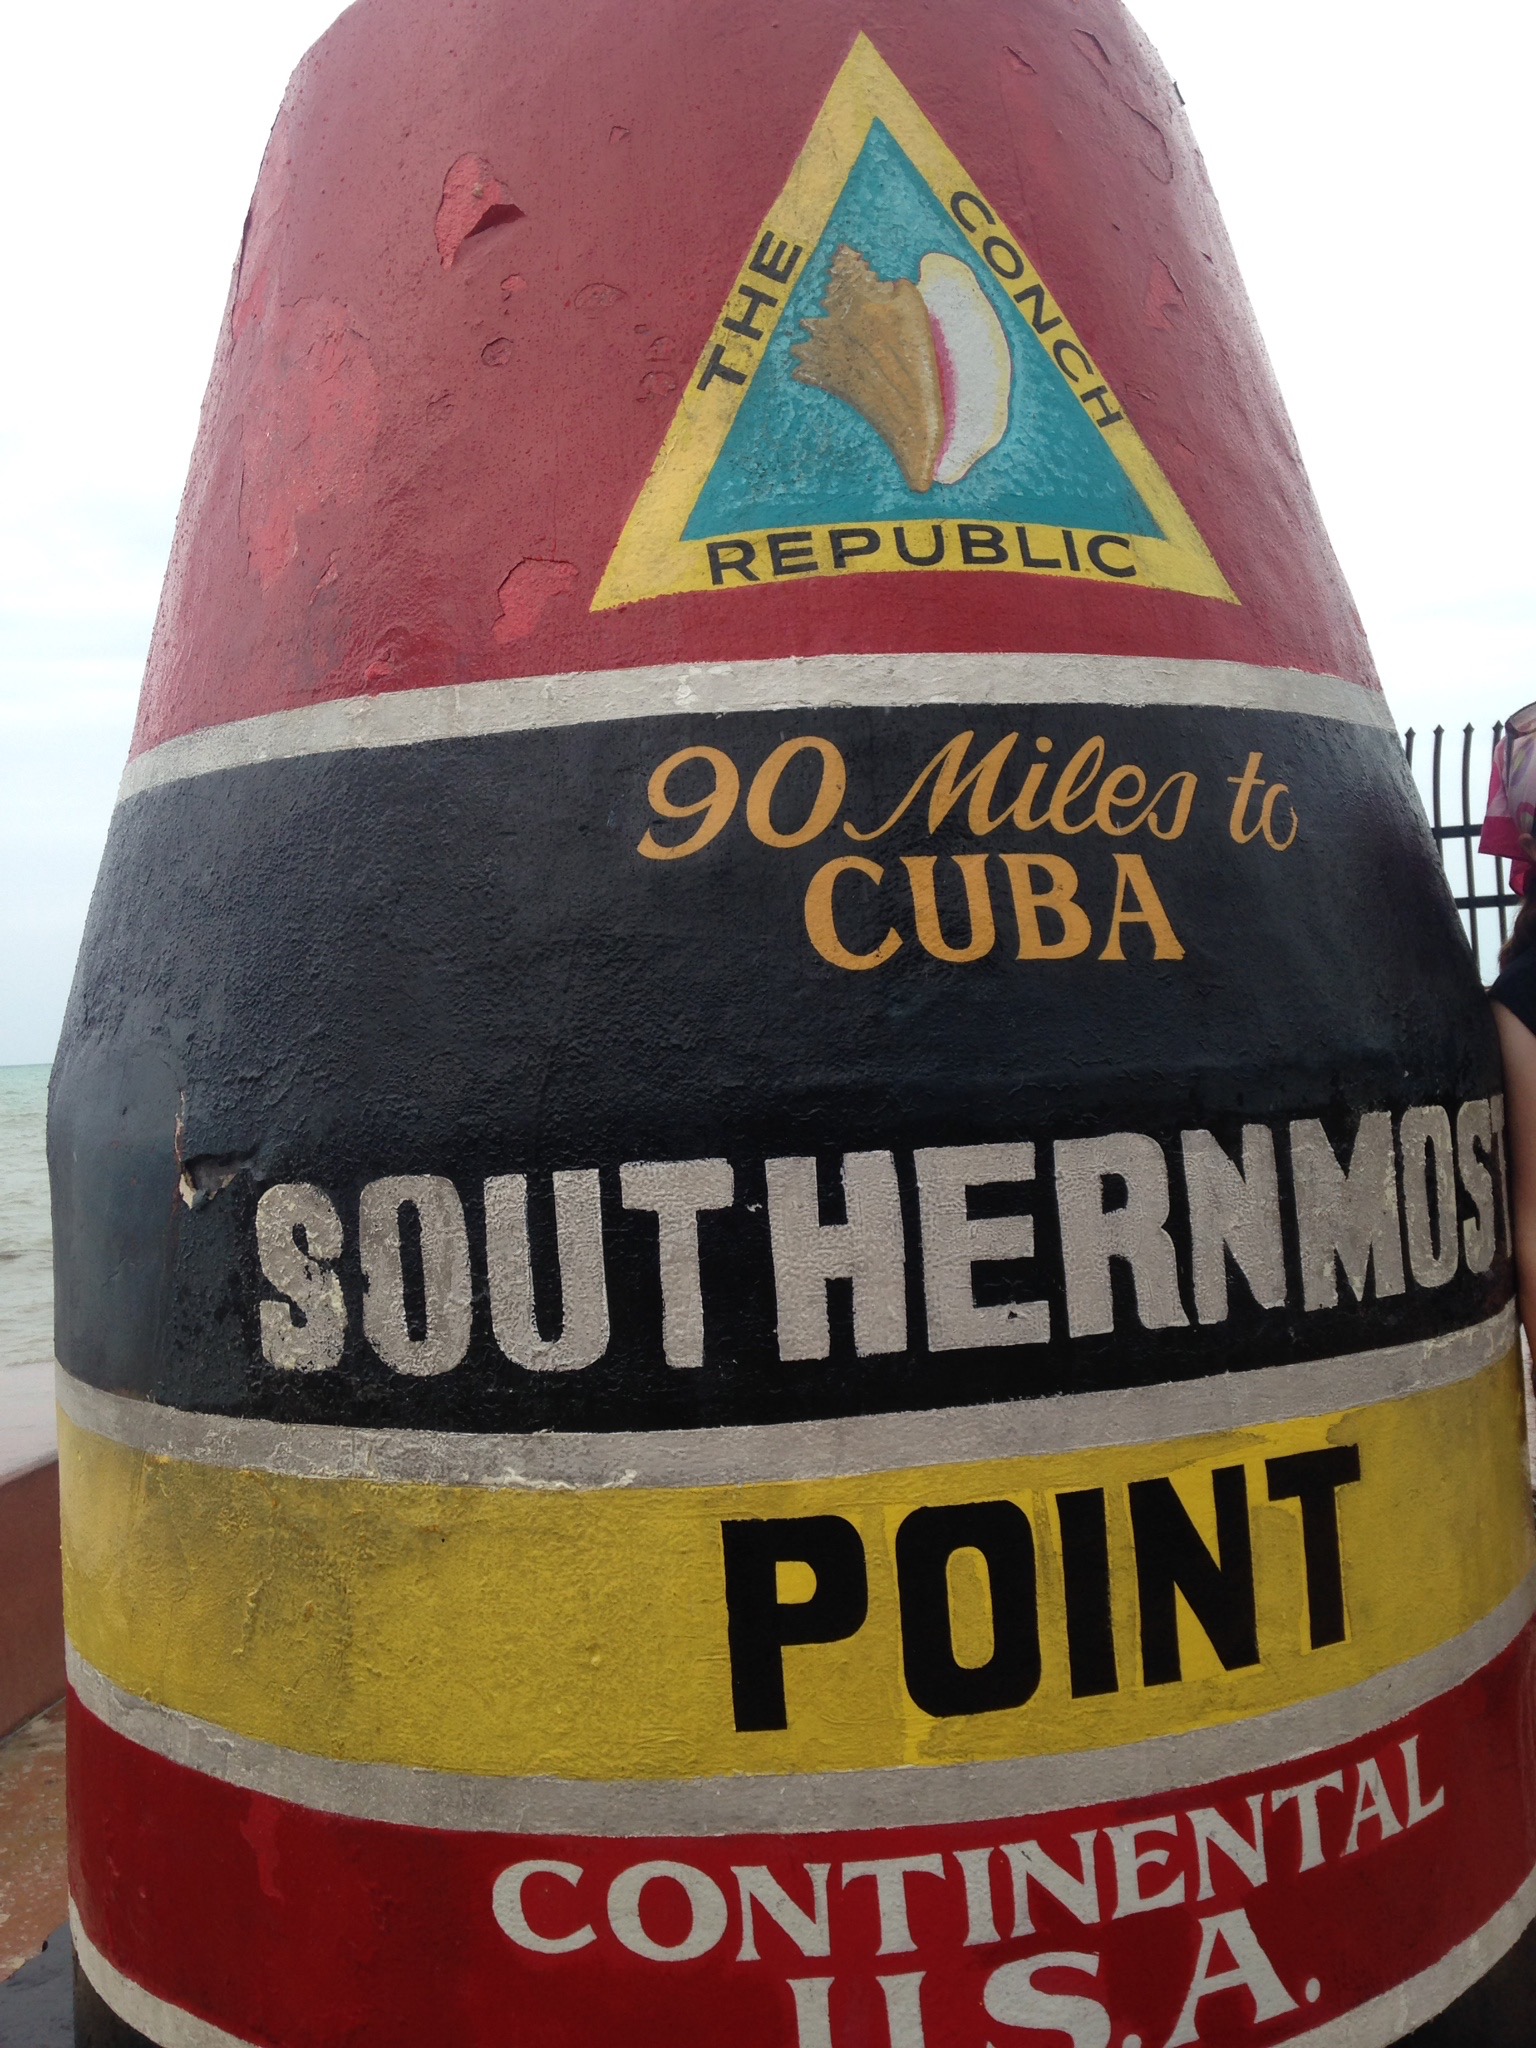 THE CONCH
REPUBLIC
90 Miles to
CUBA
SOUTHERNMOST
POINT
CONTINENTAL
U.S.A.